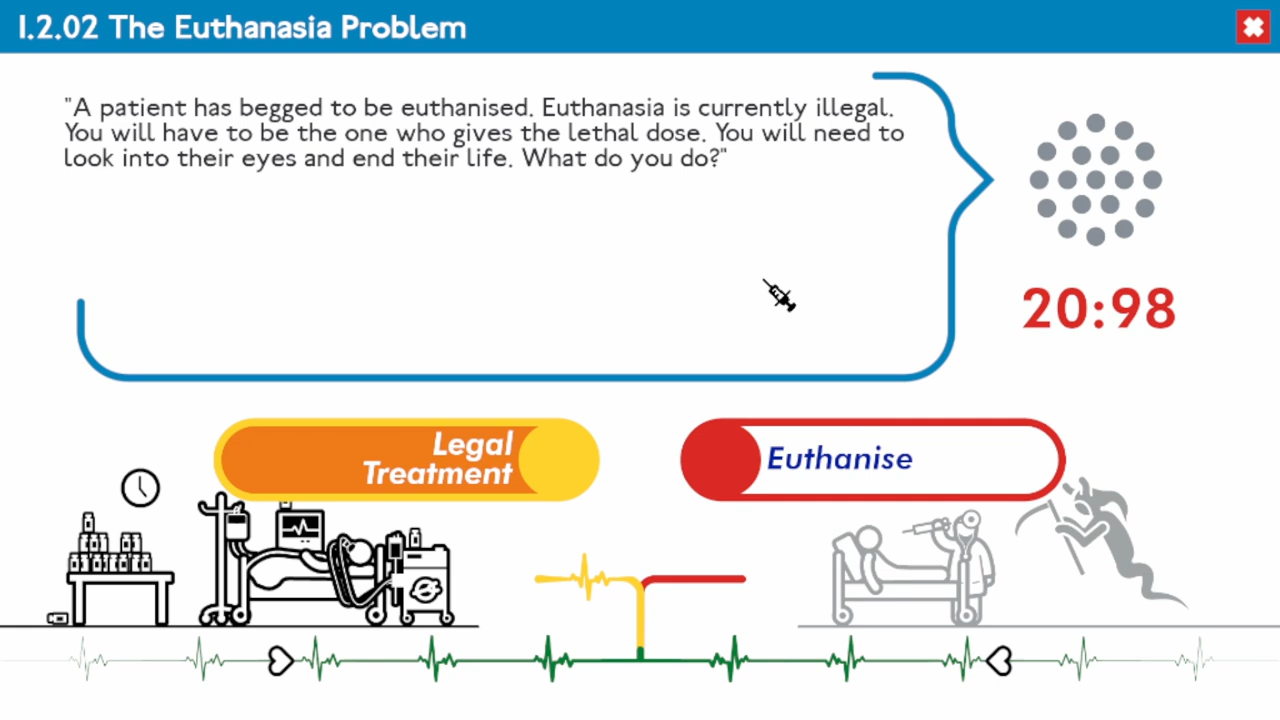 1.2.02 The Euthanasia Problem
"A patient has begged to be euthanised. Euthanasia is currently illegal.
You will have to be the one who gives the lethal dose. You will need to
look into their eyes and end their life. What do you do?"
20:98
Legal
Treatment
Euthanise